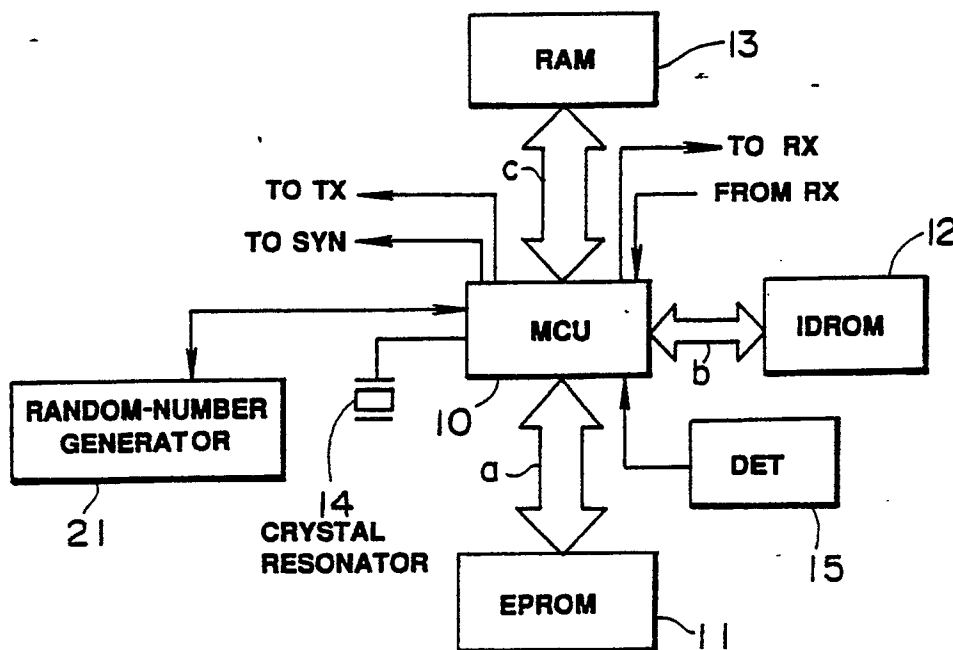 RAM
13
TO RX
FROM RX
c
TO TX
TO SYN
12
IDROM
MCU
b
10
RANDOM-NUMBER
GENERATOR
21
14
CRYSTAL
RESONATOR
a
DET
15
EPROM
11